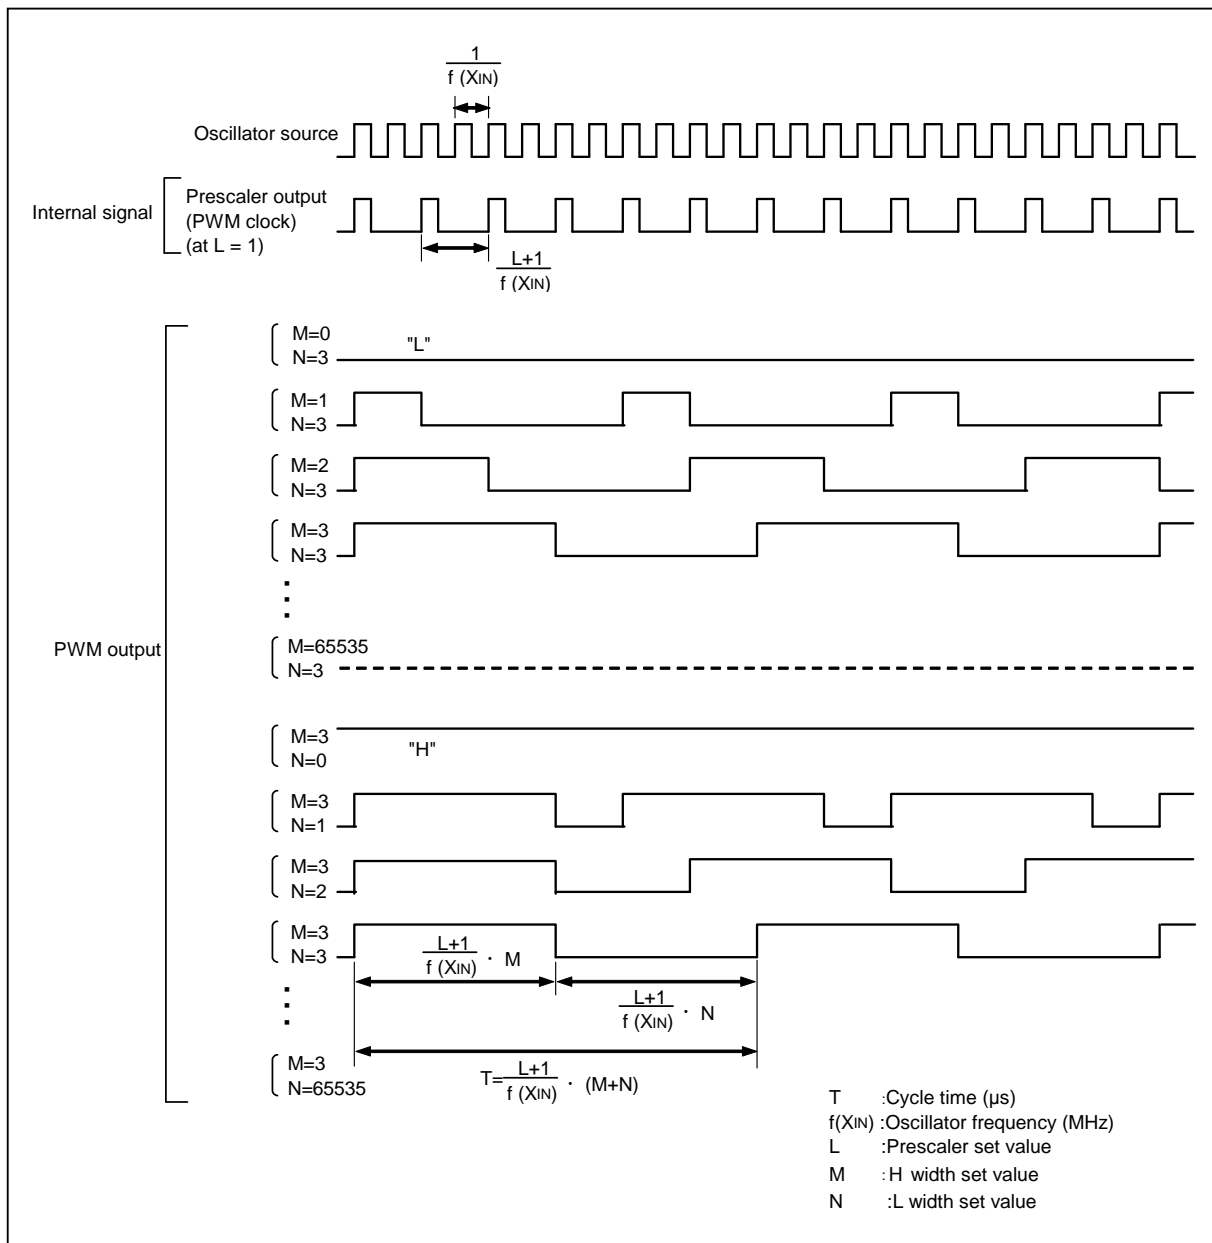 1
f (XIN)
Oscillator source
Internal signal
Prescaler output
(PWM clock)
(at L = 1)
L+1
f (XIN)
PWM output
M=0
N=3
"L"
M=1
N=3
M=2
N=3
M=3
N=3
M=65535
N=3
M=3
N=0
"H"
M=3
N=1
M=3
N=2
M=3
N=3
L+1
f (XIN)
· M
L+1
f (XIN)
· N
M=3
N=65535
T=
L+1
f (XIN)
· (M+N)
T :Cycle time (µs)
f(XIN) :Oscillator frequency (MHz)
L :Prescaler set value
M :H width set value
N :L width set value